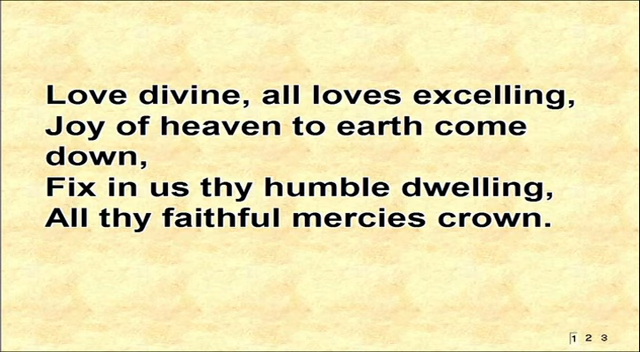 Love divine, all loves excelling,
Joy of heaven to earth come
down,
Fix in us thy humble dwelling,
All thy faithful mercies crown.
1 2 3